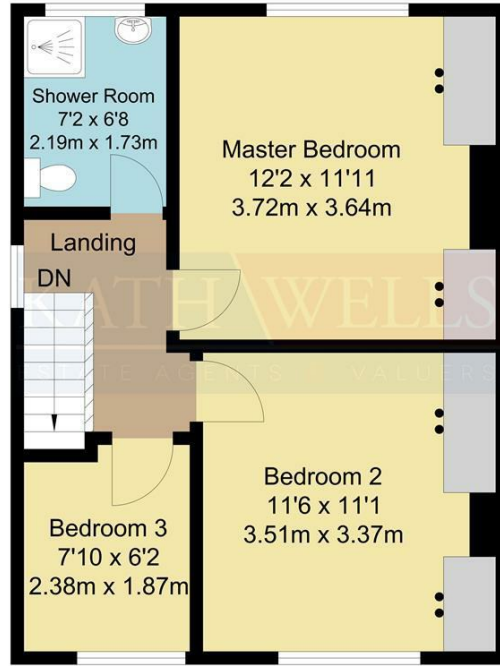 Shower Room
7'2 x 6'8
2.19m x 1.73m
Master Bedroom
12'2 x 11'11
3.72m x 3.64m
Landing
DN
KATH WELLS
ESTATE AGENTS & VALUERS
Bedroom 2
11'6 x 11'1
3.51m x 3.37m
Bedroom 3
7'10 x 6'2
2.38m x 1.87m